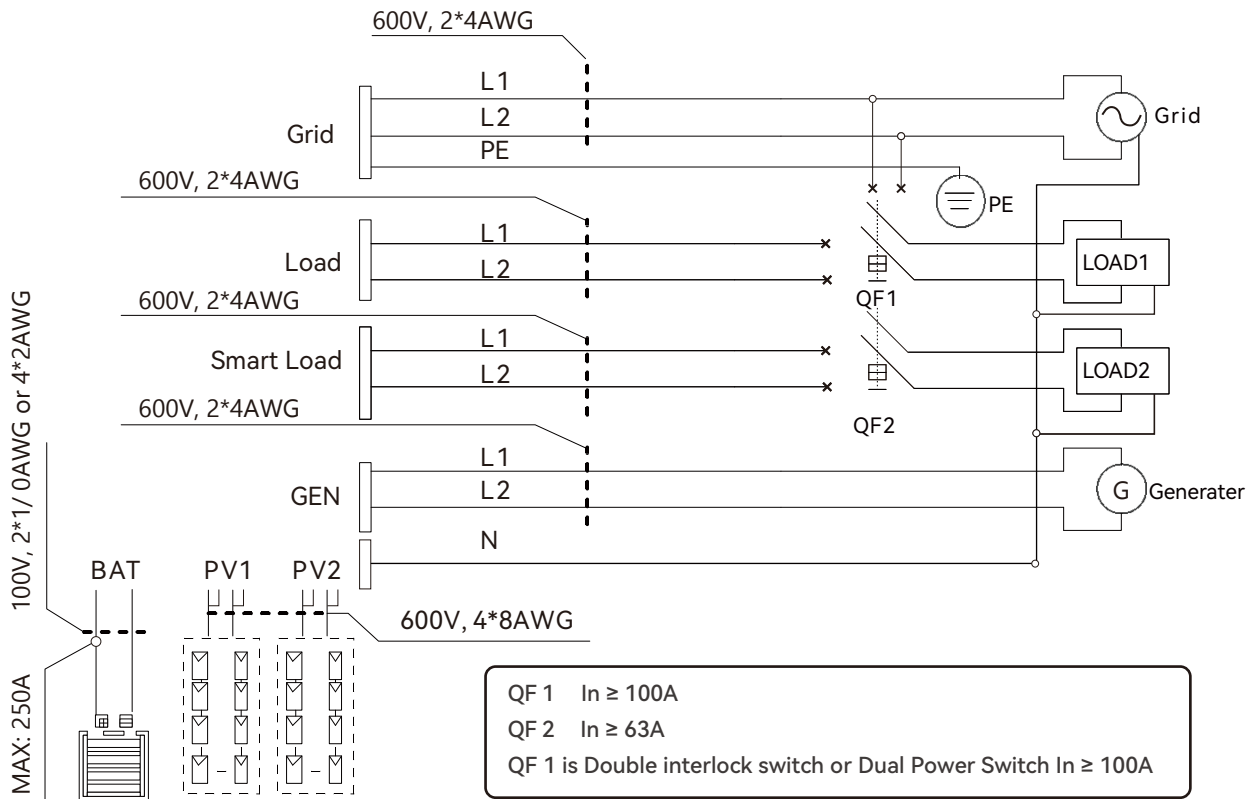 600V, 2*4AWG
L1
L2
PE
Grid
Grid
PE
600V, 2*4AWG
L1
L2
Load
LOAD1
QF1
600V, 2*4AWG
L1
L2
Smart Load
LOAD2
QF2
600V, 2*4AWG
L1
L2
GEN
G
Generater
N
100V, 2*1/ 0AWG or 4*2AWG
BAT
PV1
PV2
600V, 4*8AWG
MAX: 250A
QF 1 In ≥ 100A
QF 2 In ≥ 63A
QF 1 is Double interlock switch or Dual Power Switch In ≥ 100A